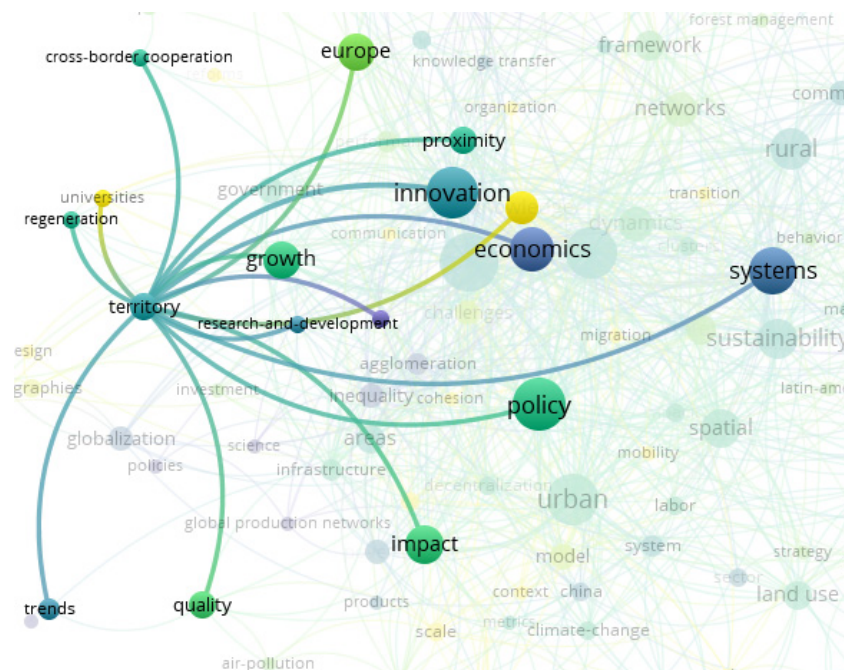 forest management
cross-border cooperation
europe
framework
knowledge transfer
networks
organization
proximity
rural
government
innovation
universities
transition
regeneration
dynamics
communication
behavior
cluster
economics
growth
systems
territory
challenges
research-and-development
migration
sustainability
agglomeration
investment
inequality
cohesion
policy
globalization
areas
spatial
science
policies
infrastructure
mobility
decentralization
urban
labor
global production networks
impact
model
system
strategy
sector
context
china
land use
trends
quality
products
metrics
scale
climate-change
air-pollution